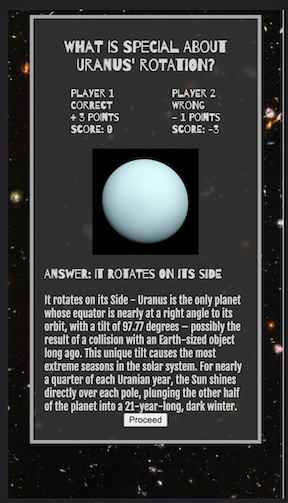 WHAT IS SPECIAL ABOUT
URANUS' ROTATION?
PLAYER 1
CORRECT
+ 3 POINTS
SCORE: 9
PLAYER 2
WRONG
- 1 POINTS
SCORE: -3
ANSWER: IT ROTATES ON ITS SIDE
It rotates on its Side - Uranus is the only planet
whose equator is nearly at a right angle to its
orbit, with a tilt of 97.77 degrees — possibly the
result of a collision with an Earth-sized object
long ago. This unique tilt causes the most
extreme seasons in the solar system. For nearly
a quarter of each Uranian year, the Sun shines
directly over each pole, plunging the other half
of the planet into a 21-year-long, dark winter.
Proceed